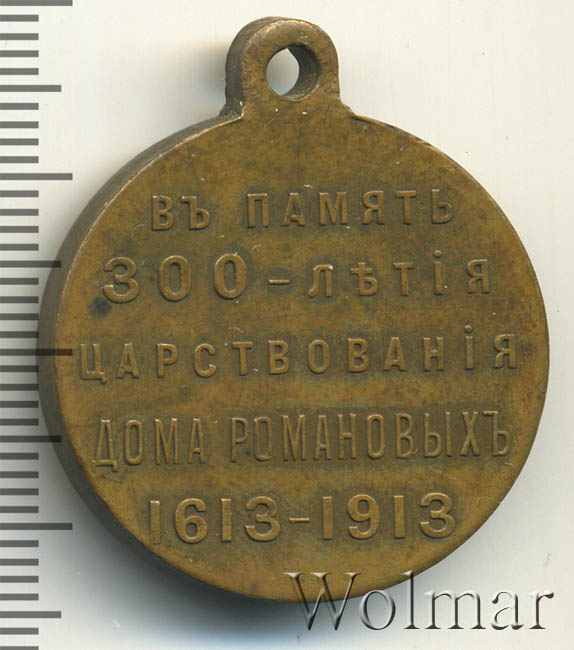 ВЪ ПАМЯТЬ
300-ЛѢТІЯ
ЦАРСТВОВАНІЯ
ДОМА РОМАНОВЫХЪ
1613-1913
Wolmar